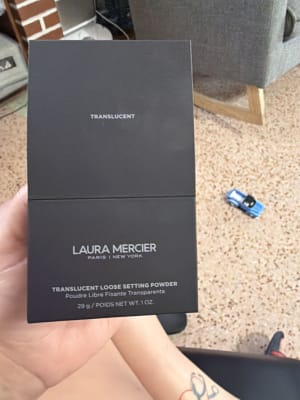 TRANSLUCENT
LAURA MERCIER
PARIS | NEW YORK
TRANSLUCENT LOOSE SETTING POWDER
Poudre Libre Fixante Transparente
29 g / POIDS NET WT. 1 OZ.